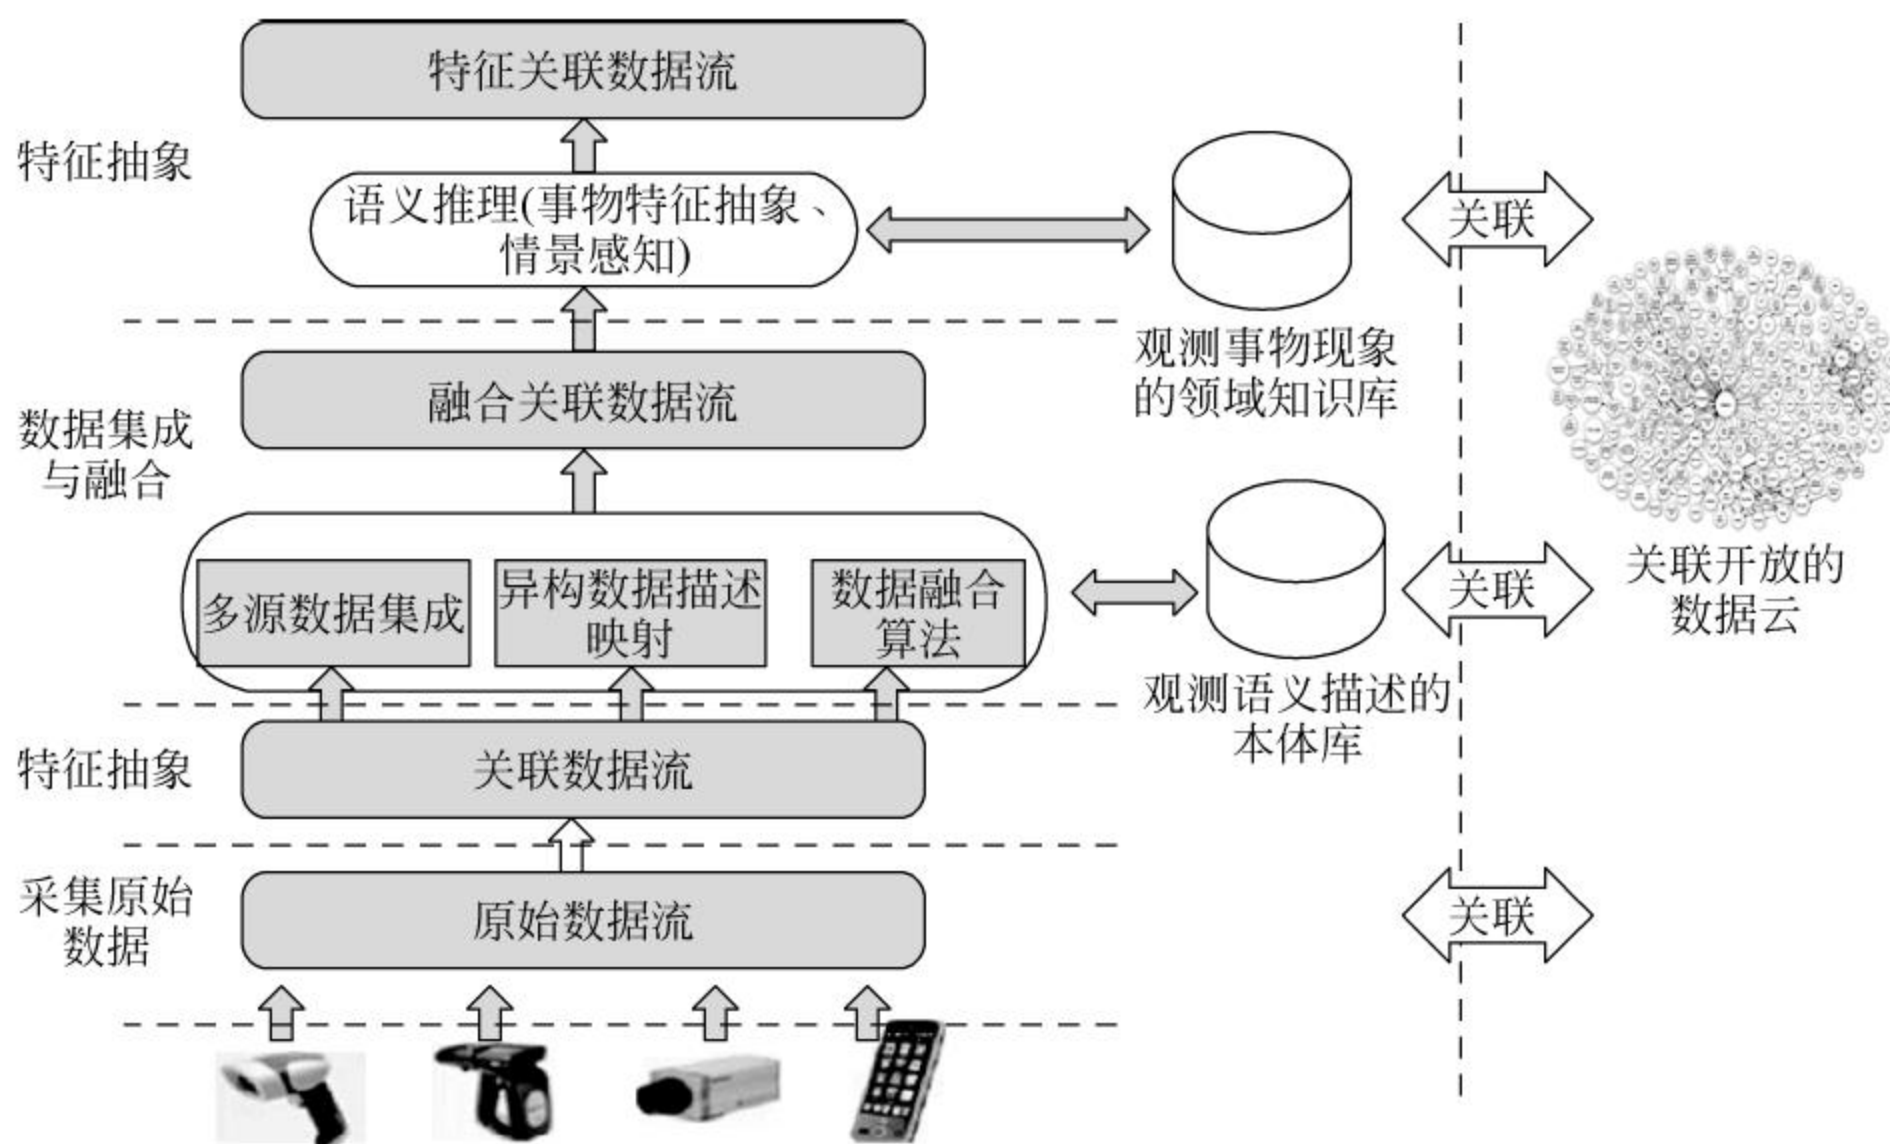 特征关联数据流
特征抽象
语义推理(事物特征抽象、
情景感知)
关联
观测事物现象
的领域知识库
融合关联数据流
数据集成
与融合
多源数据集成
异构数据描述
映射
数据融合
算法
关联
关联开放的
数据云
观测语义描述的
本体库
特征抽象
关联数据流
采集原始
数据
原始数据流
关联